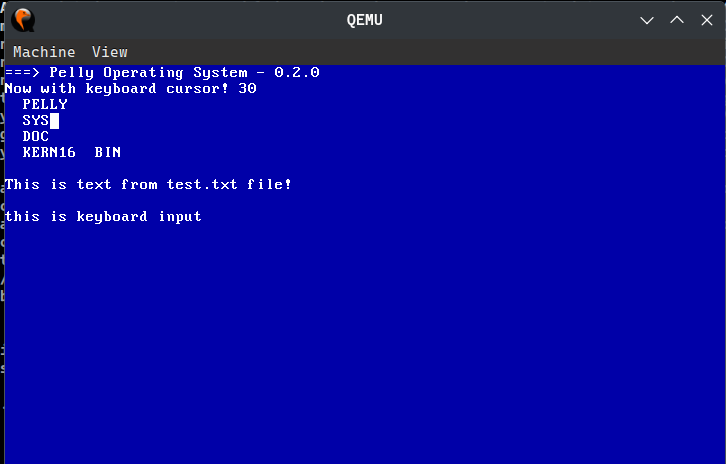 QEMU
Machine View
===> Pelly Operating System - 0.2.0
Now with keyboard cursor! 30
PELLY
SYS
DOC
KERN16 BIN
This is text from test.txt file!
this is keyboard input